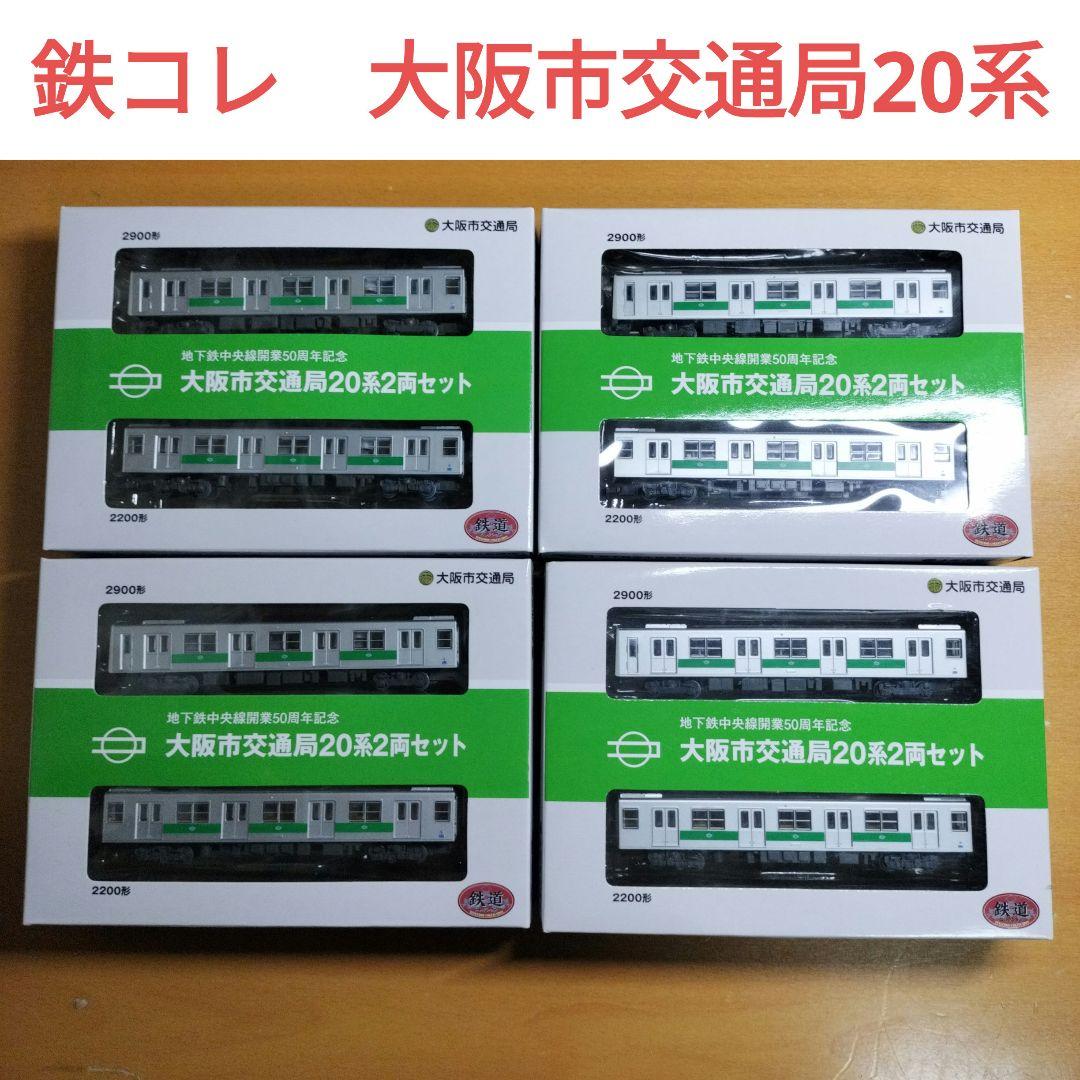 鉄コレ　大阪市交通局20系
2900形
大阪市交通局
地下鉄中央線開業50周年記念
大阪市交通局20系2両セット
2200形
鉄道
2900形
大阪市交通局
地下鉄中央線開業50周年記念
大阪市交通局20系2両セット
2200形
鉄道
2900形
大阪市交通局
地下鉄中央線開業50周年記念
大阪市交通局20系2両セット
2200形
鉄道
2900形
大阪市交通局
地下鉄中央線開業50周年記念
大阪市交通局20系2両セット
2200形
鉄道